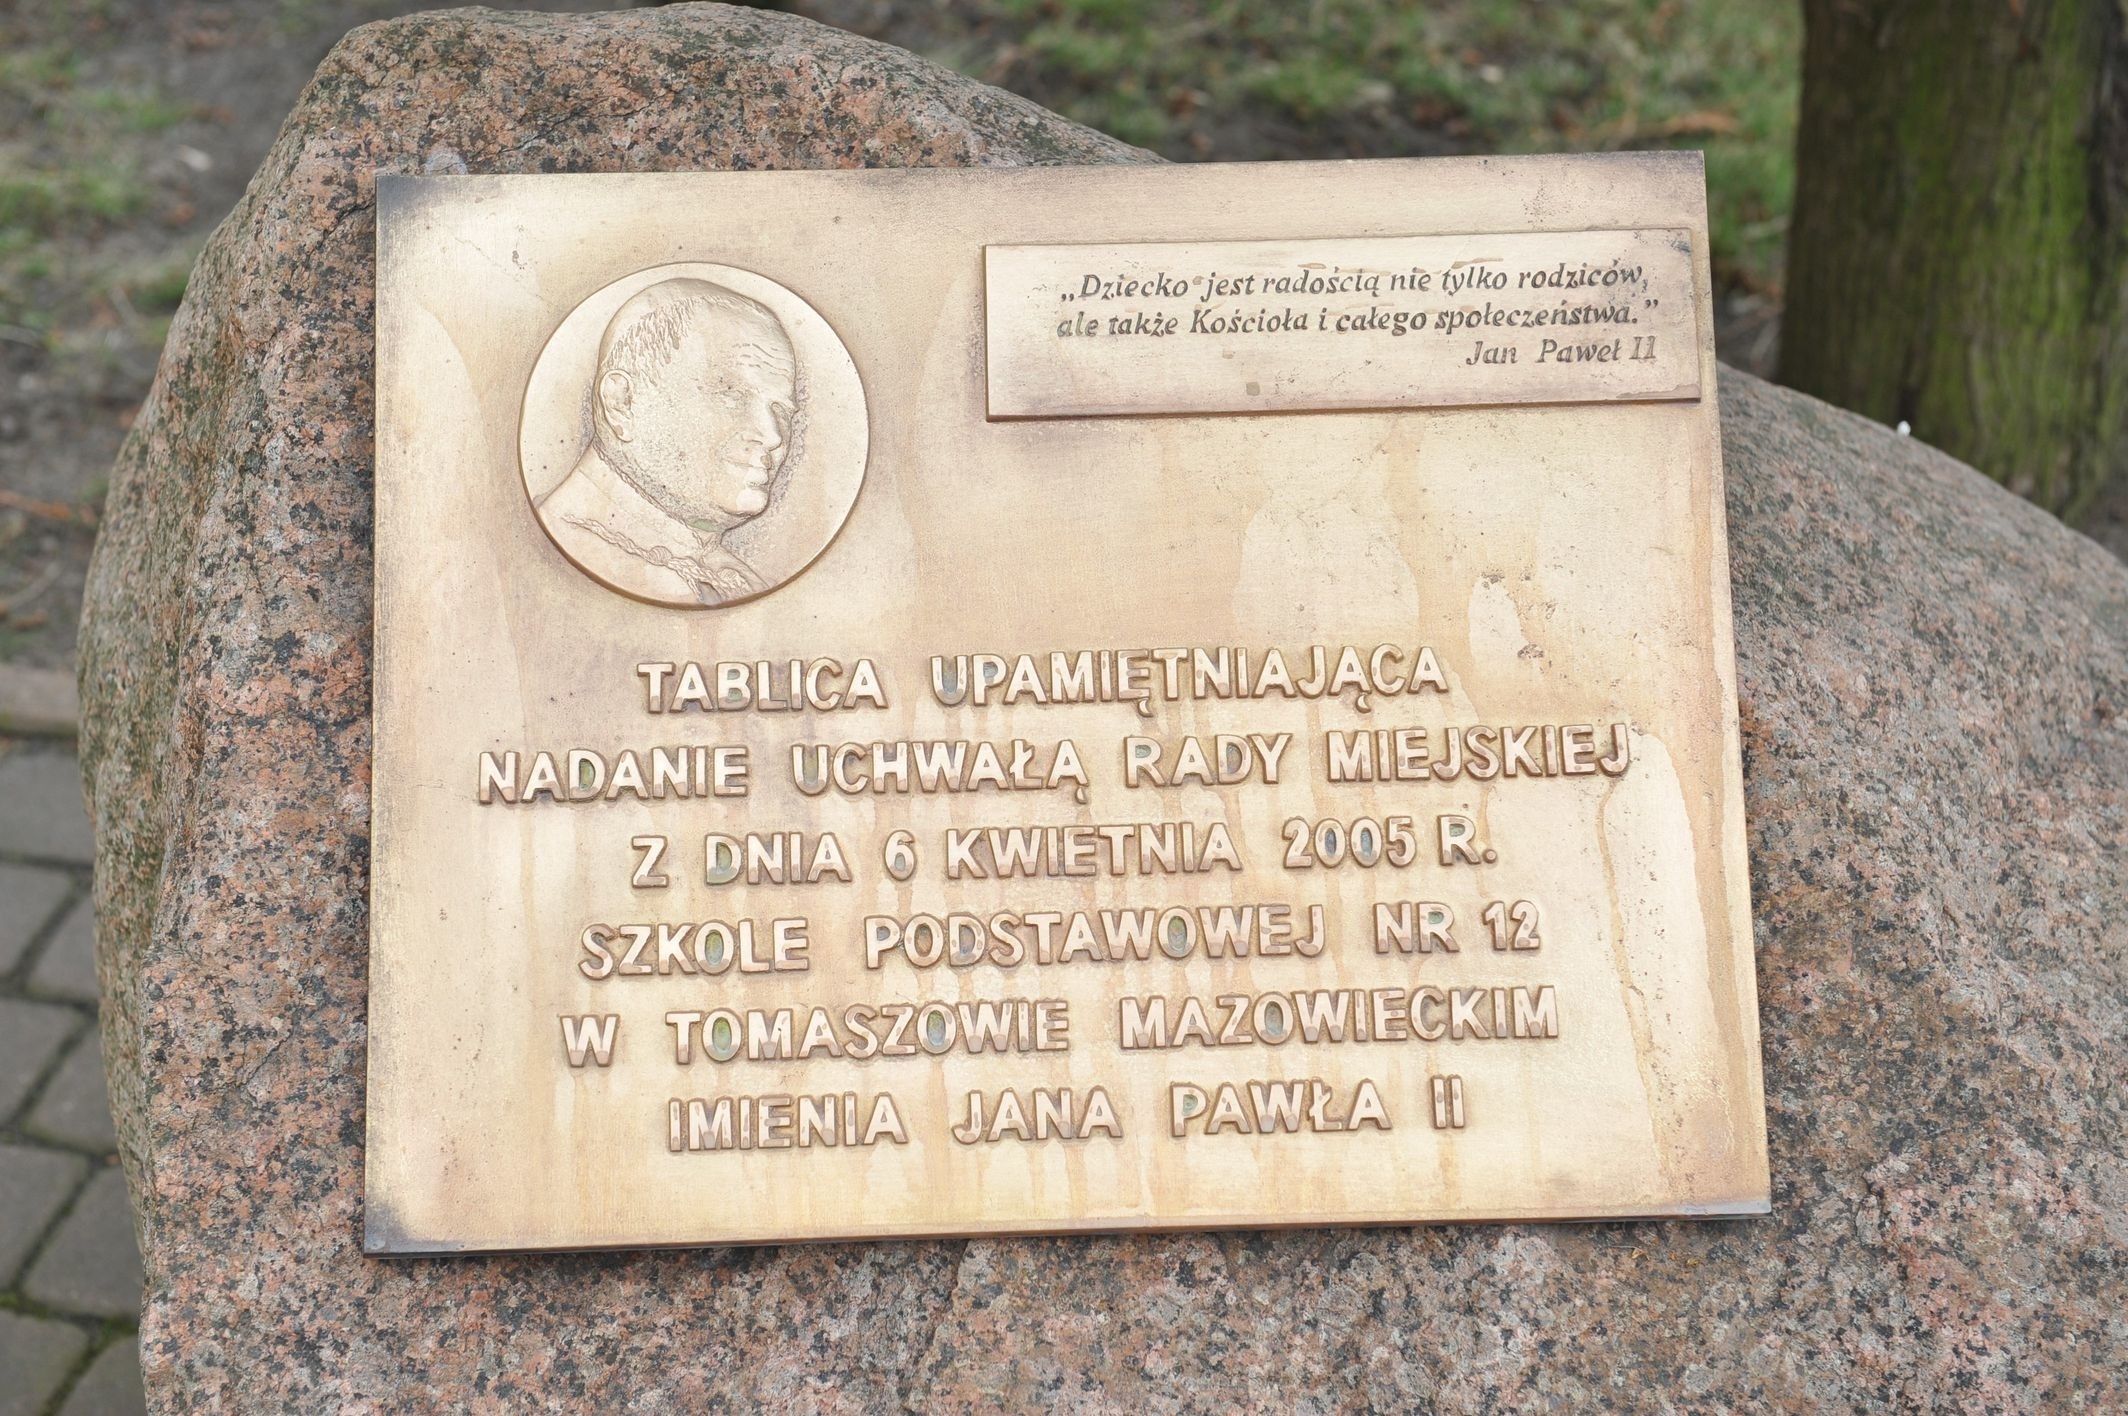 „Dziecko jest radością nie tylko rodziców,
ale także Kościoła i całego społeczeństwa.”
Jan Paweł II
TABLICA UPAMIĘTNIAJĄCA
NADANIE UCHWAŁĄ RADY MIEJSKIEJ
Z DNIA 6 KWIETNIA 2005 R.
SZKOLE PODSTAWOWEJ NR 12
W TOMASZOWIE MAZOWIECKIM
IMIENIA JANA PAWŁA II